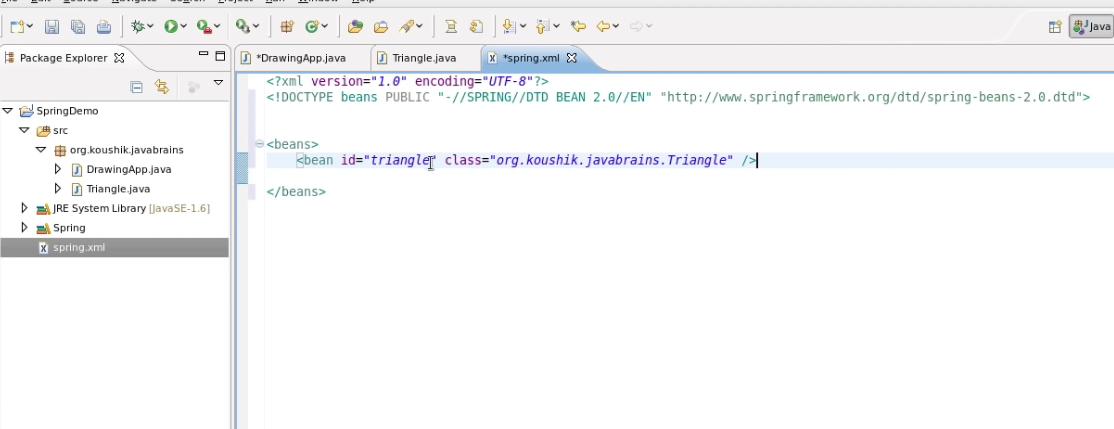 Java
Package Explorer
*DrawingApp.java
Triangle.java
*spring.xml
SpringDemo
src
org.koushik.javabrains
DrawingApp.java
Triangle.java
JRE System Library [JavaSE-1.6]
Spring
spring.xml
<?xml version="1.0" encoding="UTF-8"?>
<!DOCTYPE beans PUBLIC "-//SPRING//DTD BEAN 2.0//EN" "http://www.springframework.org/dtd/spring-beans-2.0.dtd">
<beans>
<bean id="triangle" class="org.koushik.javabrains.Triangle" />
</beans>